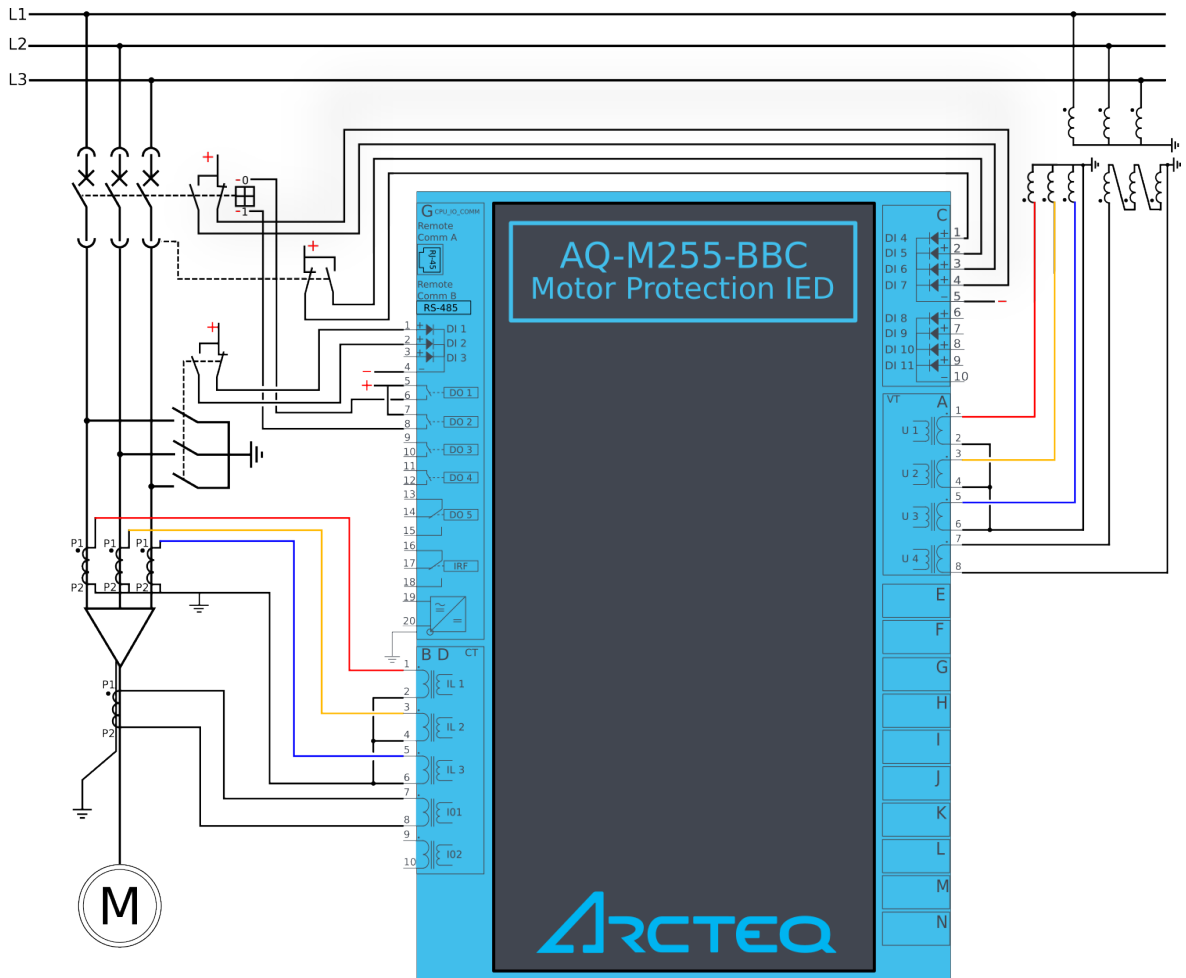 L1
L2
L3
+
-0
-1
+
+
G CPU_IO_COMM
Remote
Comm A
RJ-45
Remote
Comm B
RS-485
1 + DI 1
2 + DI 2
3 + DI 3
− 4 −
+ 5
6 DO 1
7
8 DO 2
9
10 DO 3
11
12 DO 4
13
14 DO 5
15
16
17 IRF
18
19
20
B D CT
1 IL 1
2
3 IL 2
4
5 IL 3
6
7 I01
8
9 I02
10
P1 P1 P1
P2 P2 P2
P1
P2
M
AQ-M255-BBC
Motor Protection IED
ARCTEQ
C
DI 4 + 1
DI 5 + 2
DI 6 + 3
DI 7 + 4
− 5 −
DI 8 + 6
DI 9 + 7
DI 10 + 8
DI 11 + 9
− 10
VT A
1
U 1 2
3
U 2 4
5
U 3 6
7
U 4 8
E
F
G
H
I
J
K
L
M
N